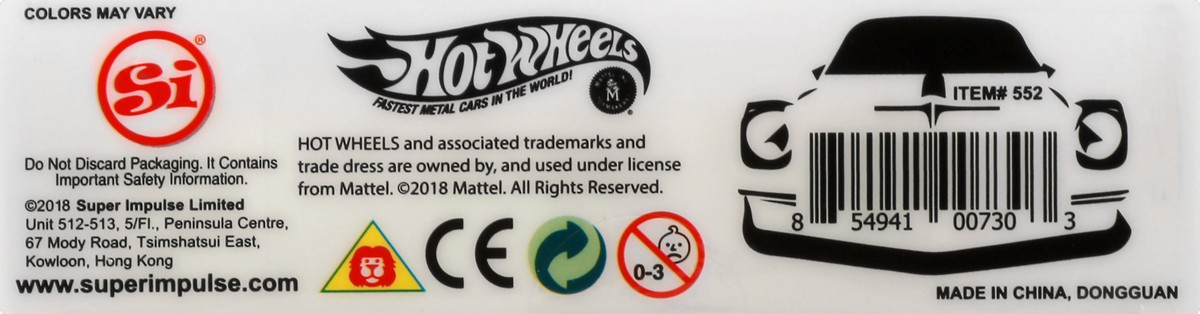 COLORS MAY VARY
Si®
Do Not Discard Packaging. It Contains
Important Safety Information.
©2018 Super Impulse Limited
Unit 512-513, 5/Fl., Peninsula Centre,
67 Mody Road, Tsimshatsui East,
Kowloon, Hong Kong
www.superimpulse.com
HOT WHEELS
FASTEST METAL CARS IN THE WORLD!
M
®
HOT WHEELS and associated trademarks and
trade dress are owned by, and used under license
from Mattel. ©2018 Mattel. All Rights Reserved.
CE
0-3
ITEM# 552
8 54941 00730 3
MADE IN CHINA, DONGGUAN